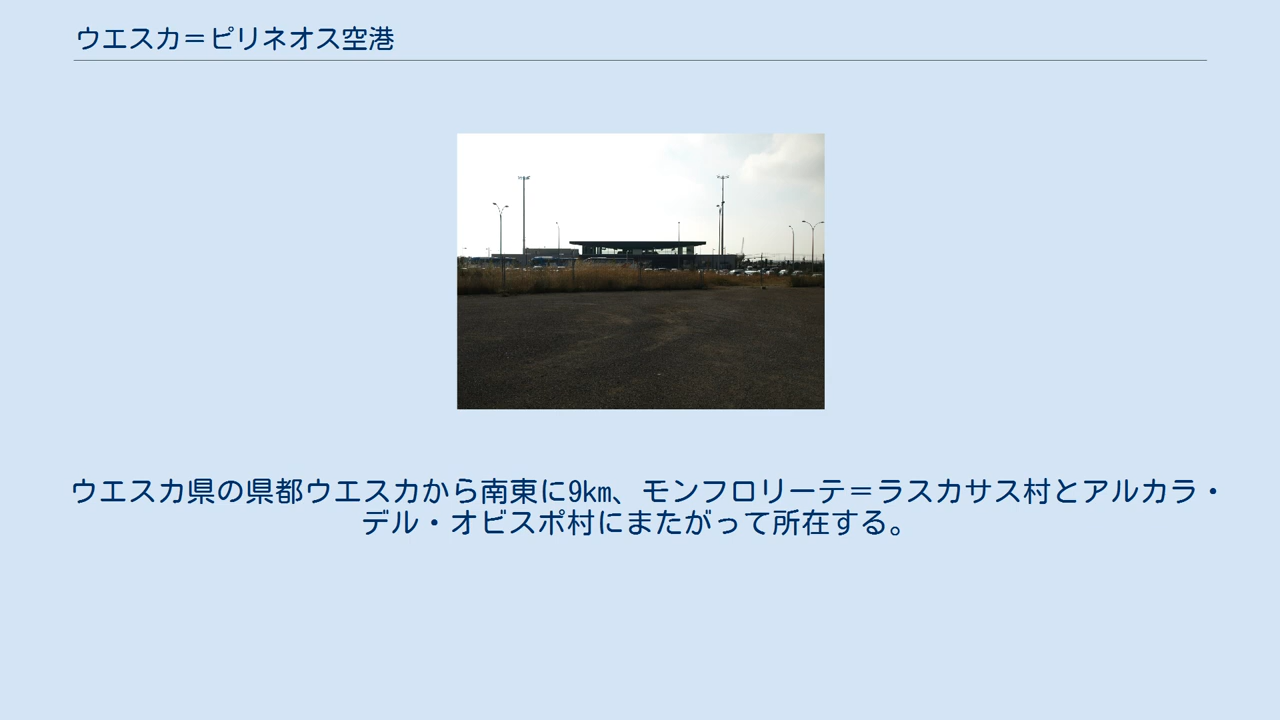 ウエスカ＝ピリネオス空港
ウエスカ県の県都ウエスカから南東に9km、モンフロリーテ＝ラスカサス村とアルカラ・
デル・オビスポ村にまたがって所在する。